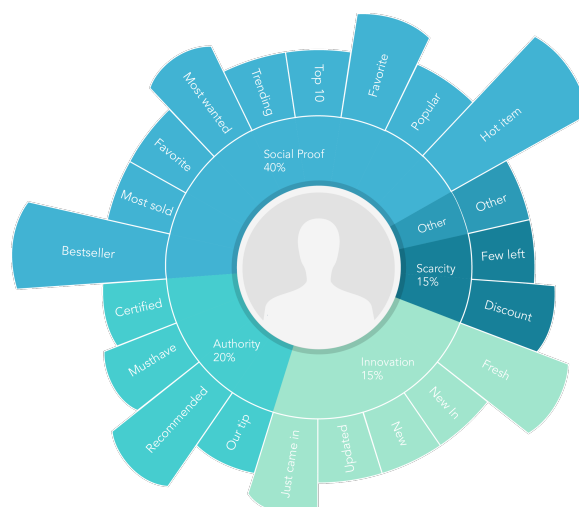 Social Proof
40%
Bestseller
Most sold
Favorite
Most wanted
Trending
Top 10
Favorite
Popular
Hot item
Other
Other
Scarcity
15%
Few left
Discount
Innovation
15%
Fresh
New In
New
Updated
Just came in
Authority
20%
Our tip
Recommended
Musthave
Certified